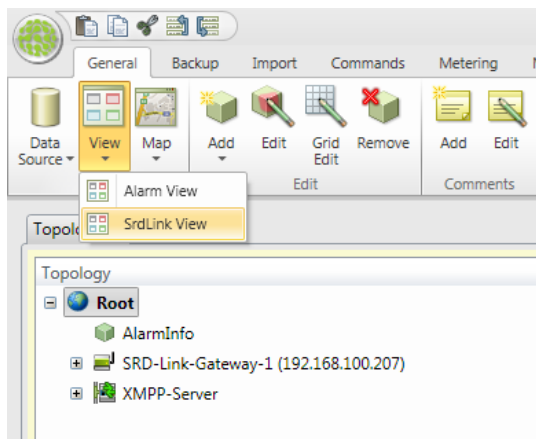 General Backup Import Commands Metering
Data Source View Map Add Edit Grid Edit Remove Add Edit
Edit Comments
Alarm View
SrdLink View
Topology
Root
AlarmInfo
SRD-Link-Gateway-1 (192.168.100.207)
XMPP-Server